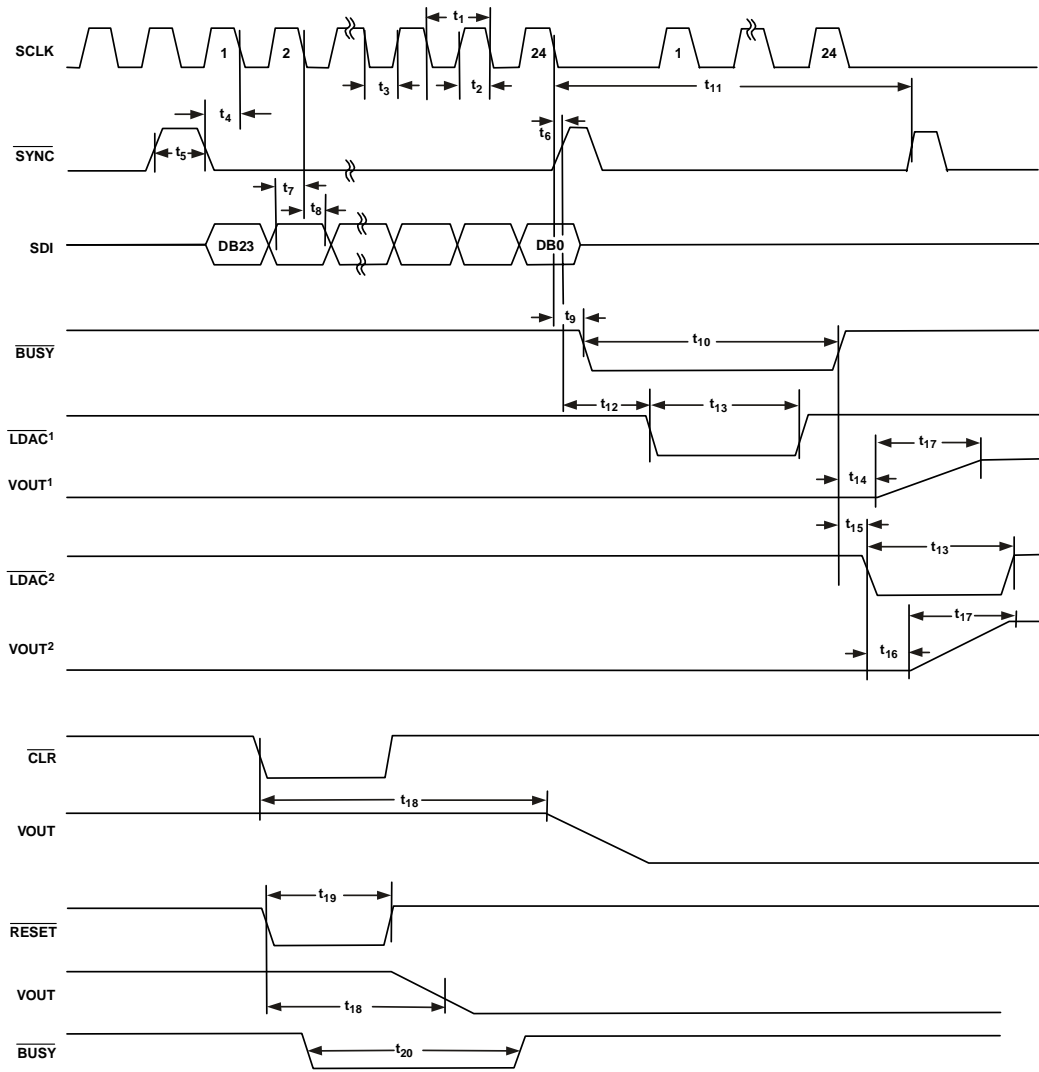 t1
SCLK
1
2
24
1
24
t3
t2
t11
t4
t6
SYNC
t5
t7
t8
SDI
DB23
DB0
t9
BUSY
t10
t12
t13
LDAC1
t17
VOUT1
t14
t15
LDAC2
t13
t17
VOUT2
t16
CLR
t18
VOUT
t19
RESET
VOUT
t18
BUSY
t20